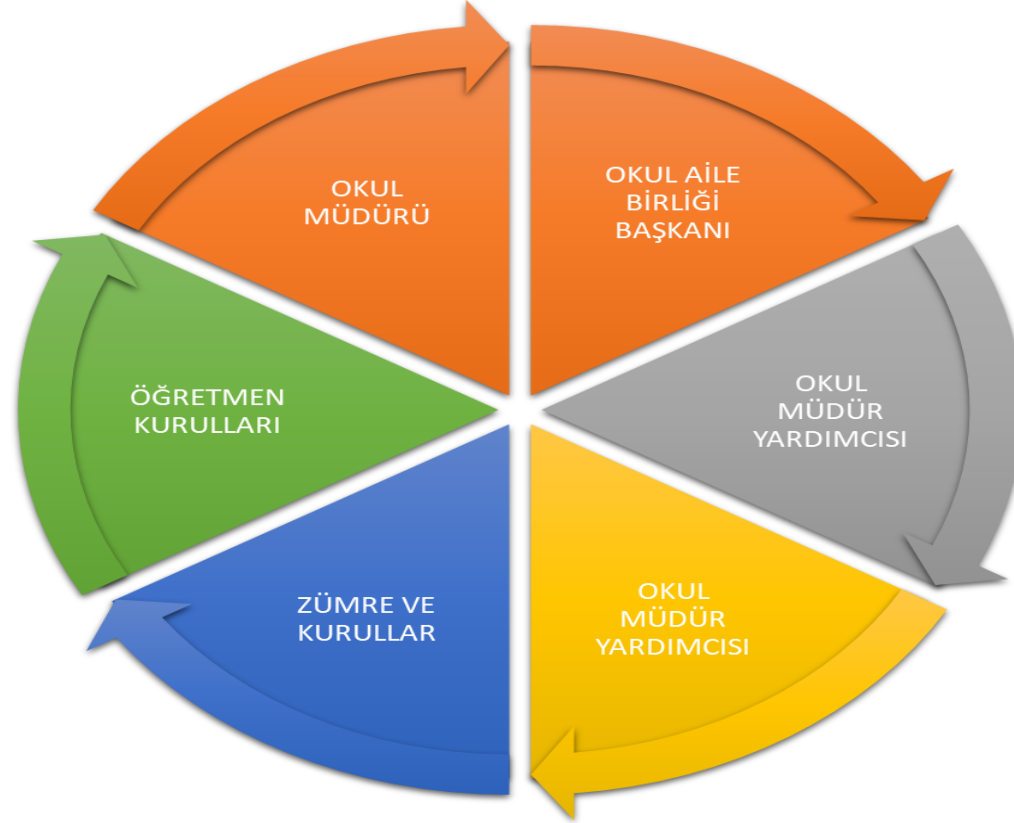 OKUL
MÜDÜRÜ
OKUL AİLE
BİRLİĞİ
BAŞKANI
OKUL
MÜDÜR
YARDIMCISI
OKUL
MÜDÜR
YARDIMCISI
ZÜMRE VE
KURULLAR
ÖĞRETMEN
KURULLARI